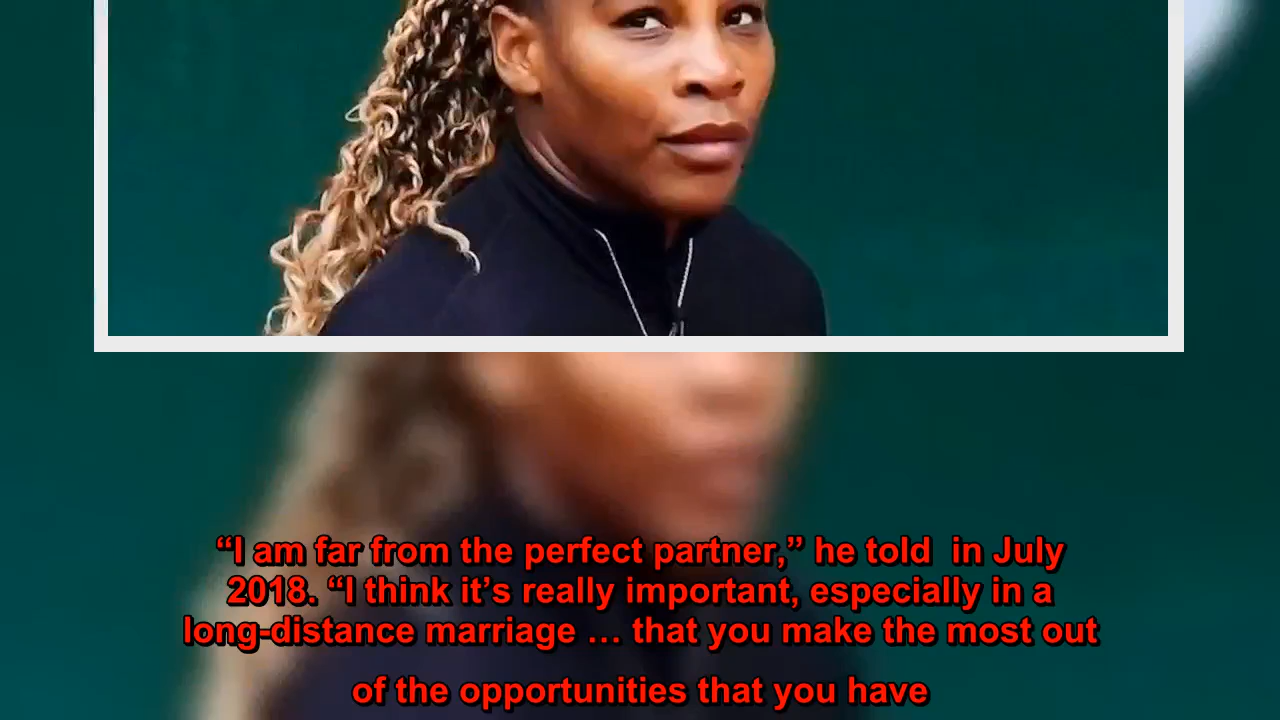 “I am far from the perfect partner,” he told  in July
2018. “I think it’s really important, especially in a
long-distance marriage … that you make the most out
of the opportunities that you have